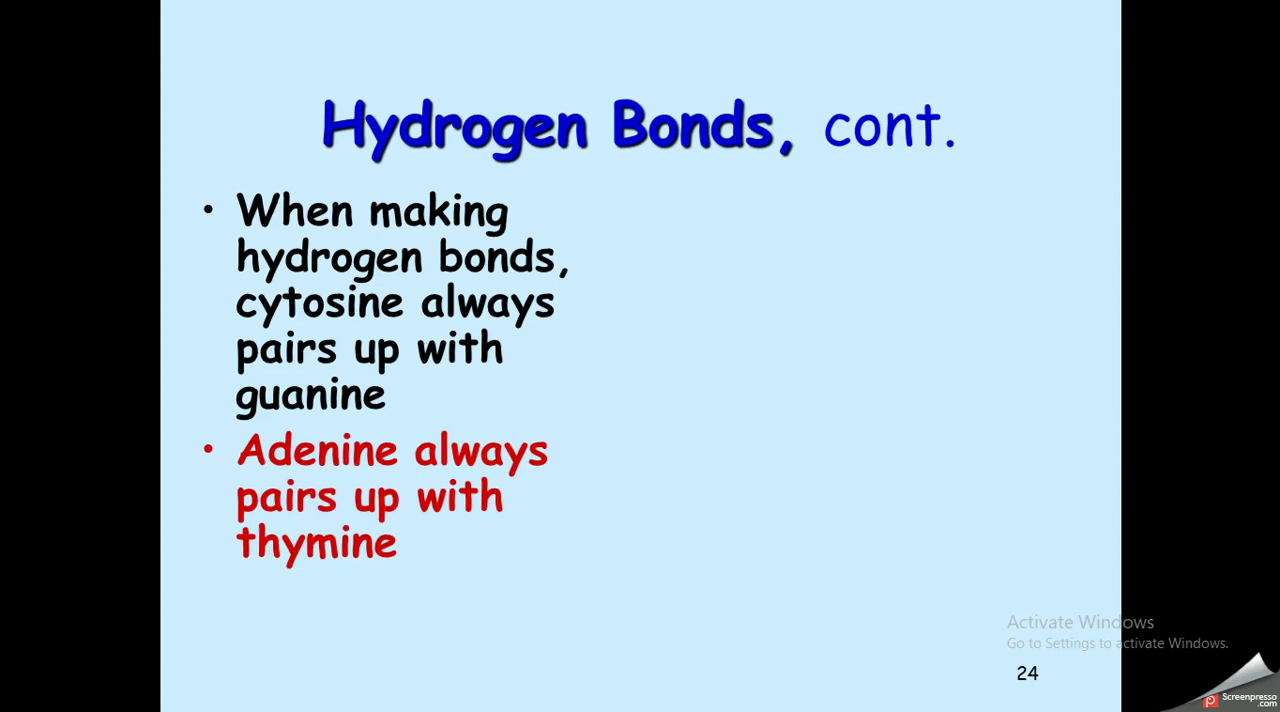 Hydrogen Bonds, cont.
• When making
hydrogen bonds,
cytosine always
pairs up with
guanine
• Adenine always
pairs up with
thymine
Activate Windows
Go to Settings to activate Windows.
24
Screenpresso
.com